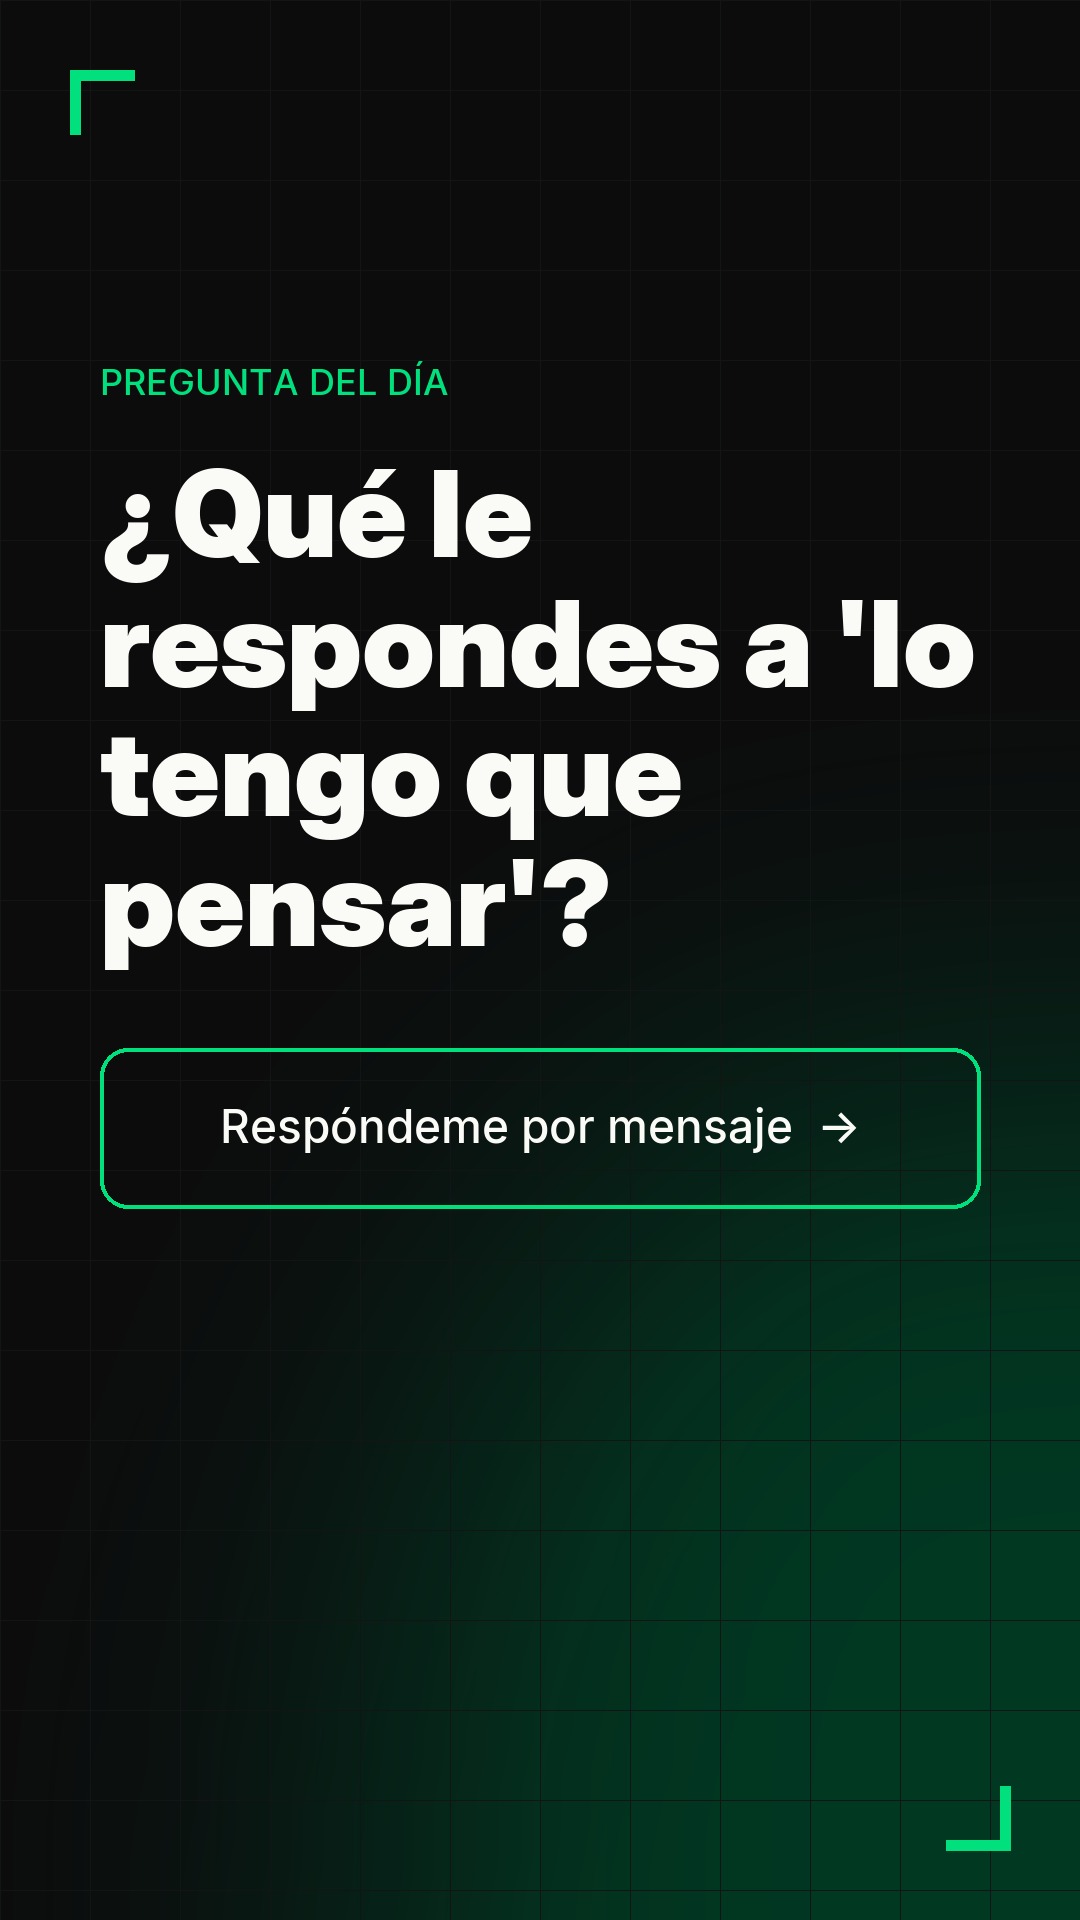 PREGUNTA DEL DÍA
¿Qué le
respondes a 'lo
tengo que
pensar'?
Respóndeme por mensaje →